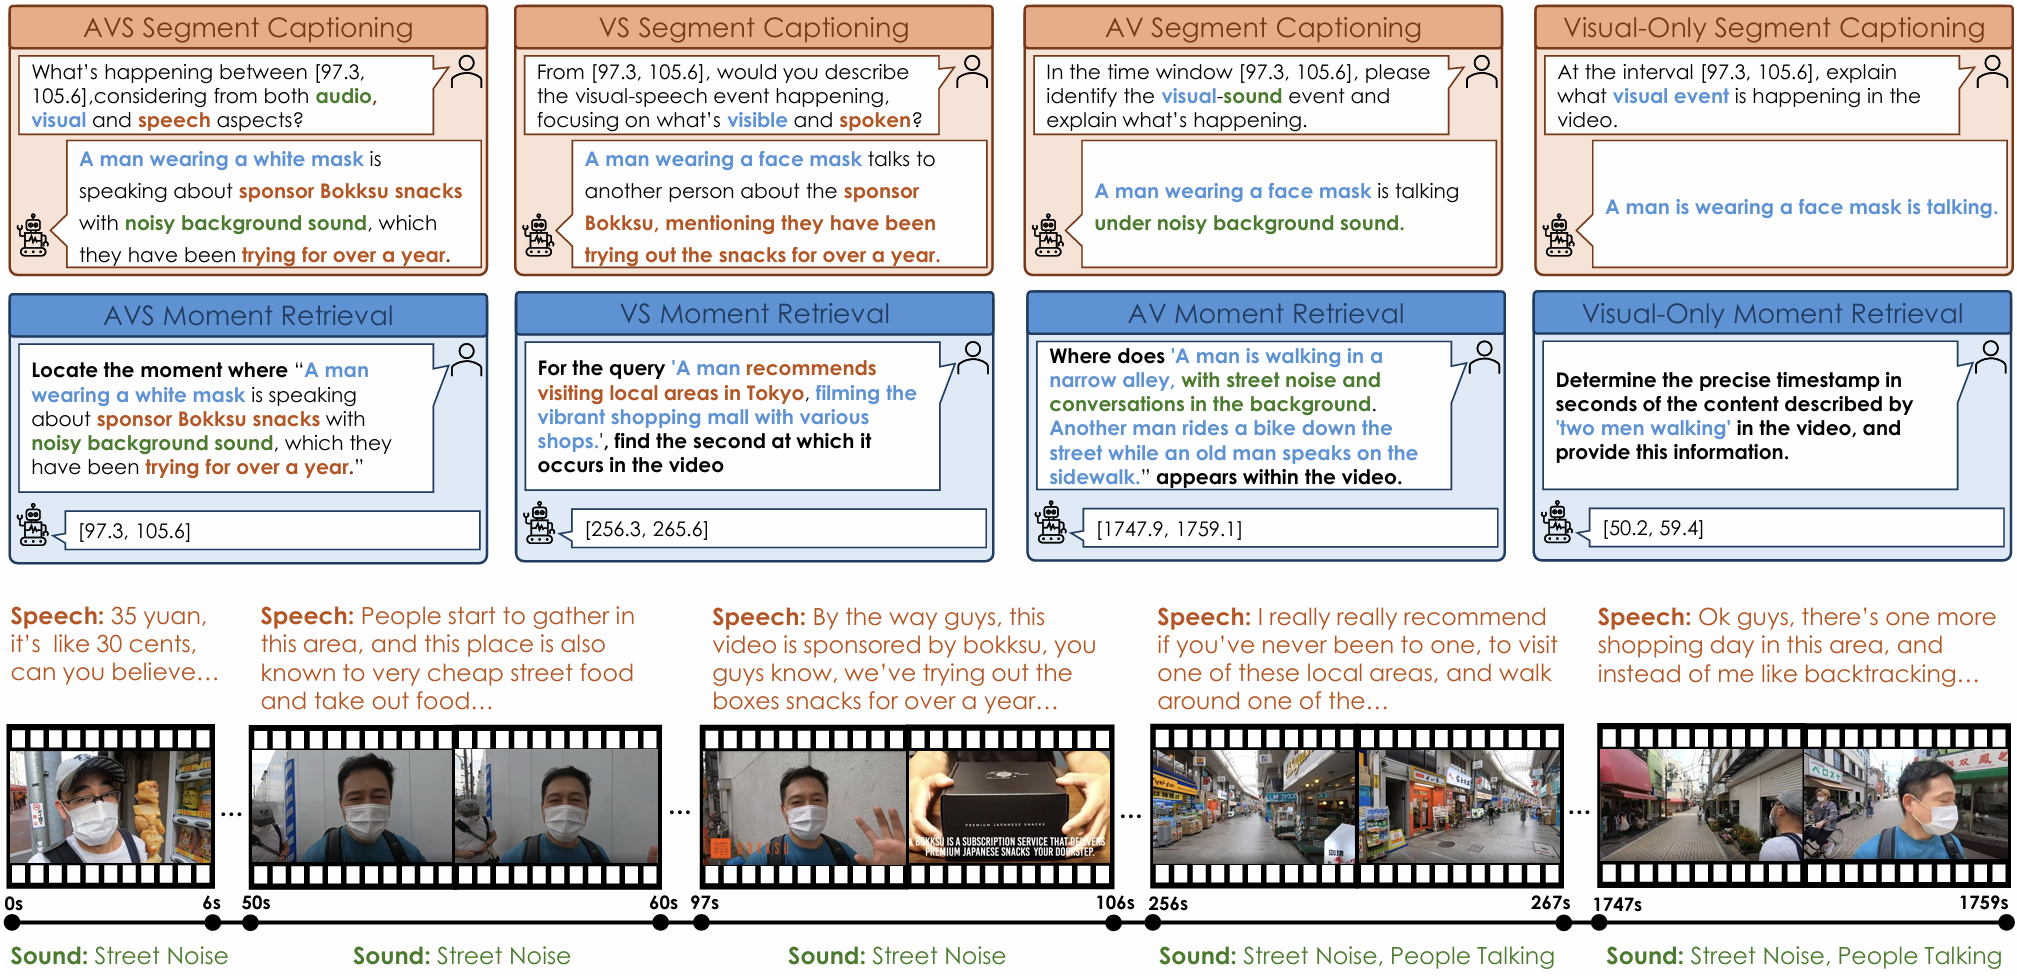 AVS Segment Captioning
What's happening between [97.3,
105.6],considering from both audio,
visual and speech aspects?
A man wearing a white mask is
speaking about sponsor Bokksu snacks
with noisy background sound, which
they have been trying for over a year.
VS Segment Captioning
From [97.3, 105.6], would you describe
the visual-speech event happening,
focusing on what's visible and spoken?
A man wearing a face mask talks to
another person about the sponsor
Bokksu, mentioning they have been
trying out the snacks for over a year.
AV Segment Captioning
In the time window [97.3, 105.6], please
identify the visual-sound event and
explain what's happening.
A man wearing a face mask is talking
under noisy background sound.
Visual-Only Segment Captioning
At the interval [97.3, 105.6], explain
what visual event is happening in the
video.
A man is wearing a face mask is talking.
AVS Moment Retrieval
Locate the moment where “A man
wearing a white mask is speaking
about sponsor Bokksu snacks with
noisy background sound, which they
have been trying for over a year.”
[97.3, 105.6]
VS Moment Retrieval
For the query 'A man recommends
visiting local areas in Tokyo, filming the
vibrant shopping mall with various
shops.', find the second at which it
occurs in the video
[256.3, 265.6]
AV Moment Retrieval
Where does 'A man is walking in a
narrow alley, with street noise and
conversations in the background.
Another man rides a bike down the
street while an old man speaks on the
sidewalk.” appears within the video.
[1747.9, 1759.1]
Visual-Only Moment Retrieval
Determine the precise timestamp in
seconds of the content described by
'two men walking' in the video, and
provide this information.
[50.2, 59.4]
Speech: 35 yuan,
it's like 30 cents,
can you believe...
Speech: People start to gather in
this area, and this place is also
known to very cheap street food
and take out food...
Speech: By the way guys, this
video is sponsored by bokksu, you
guys know, we've trying out the
boxes snacks for over a year...
Speech: I really really recommend
if you've never been to one, to visit
one of these local areas, and walk
around one of the...
Speech: Ok guys, there's one more
shopping day in this area, and
instead of me like backtracking...
... ... ... ...
BOKKSU
PREMIUM JAPANESE SNACKS
BOKKSU IS A SUBSCRIPTION SERVICE THAT DELIVERS
PREMIUM JAPANESE SNACKS YOUR DOORSTEP.
0s 6s 50s 60s 97s 106s 256s 267s 1747s 1759s
Sound: Street Noise
Sound: Street Noise
Sound: Street Noise
Sound: Street Noise, People Talking
Sound: Street Noise, People Talking